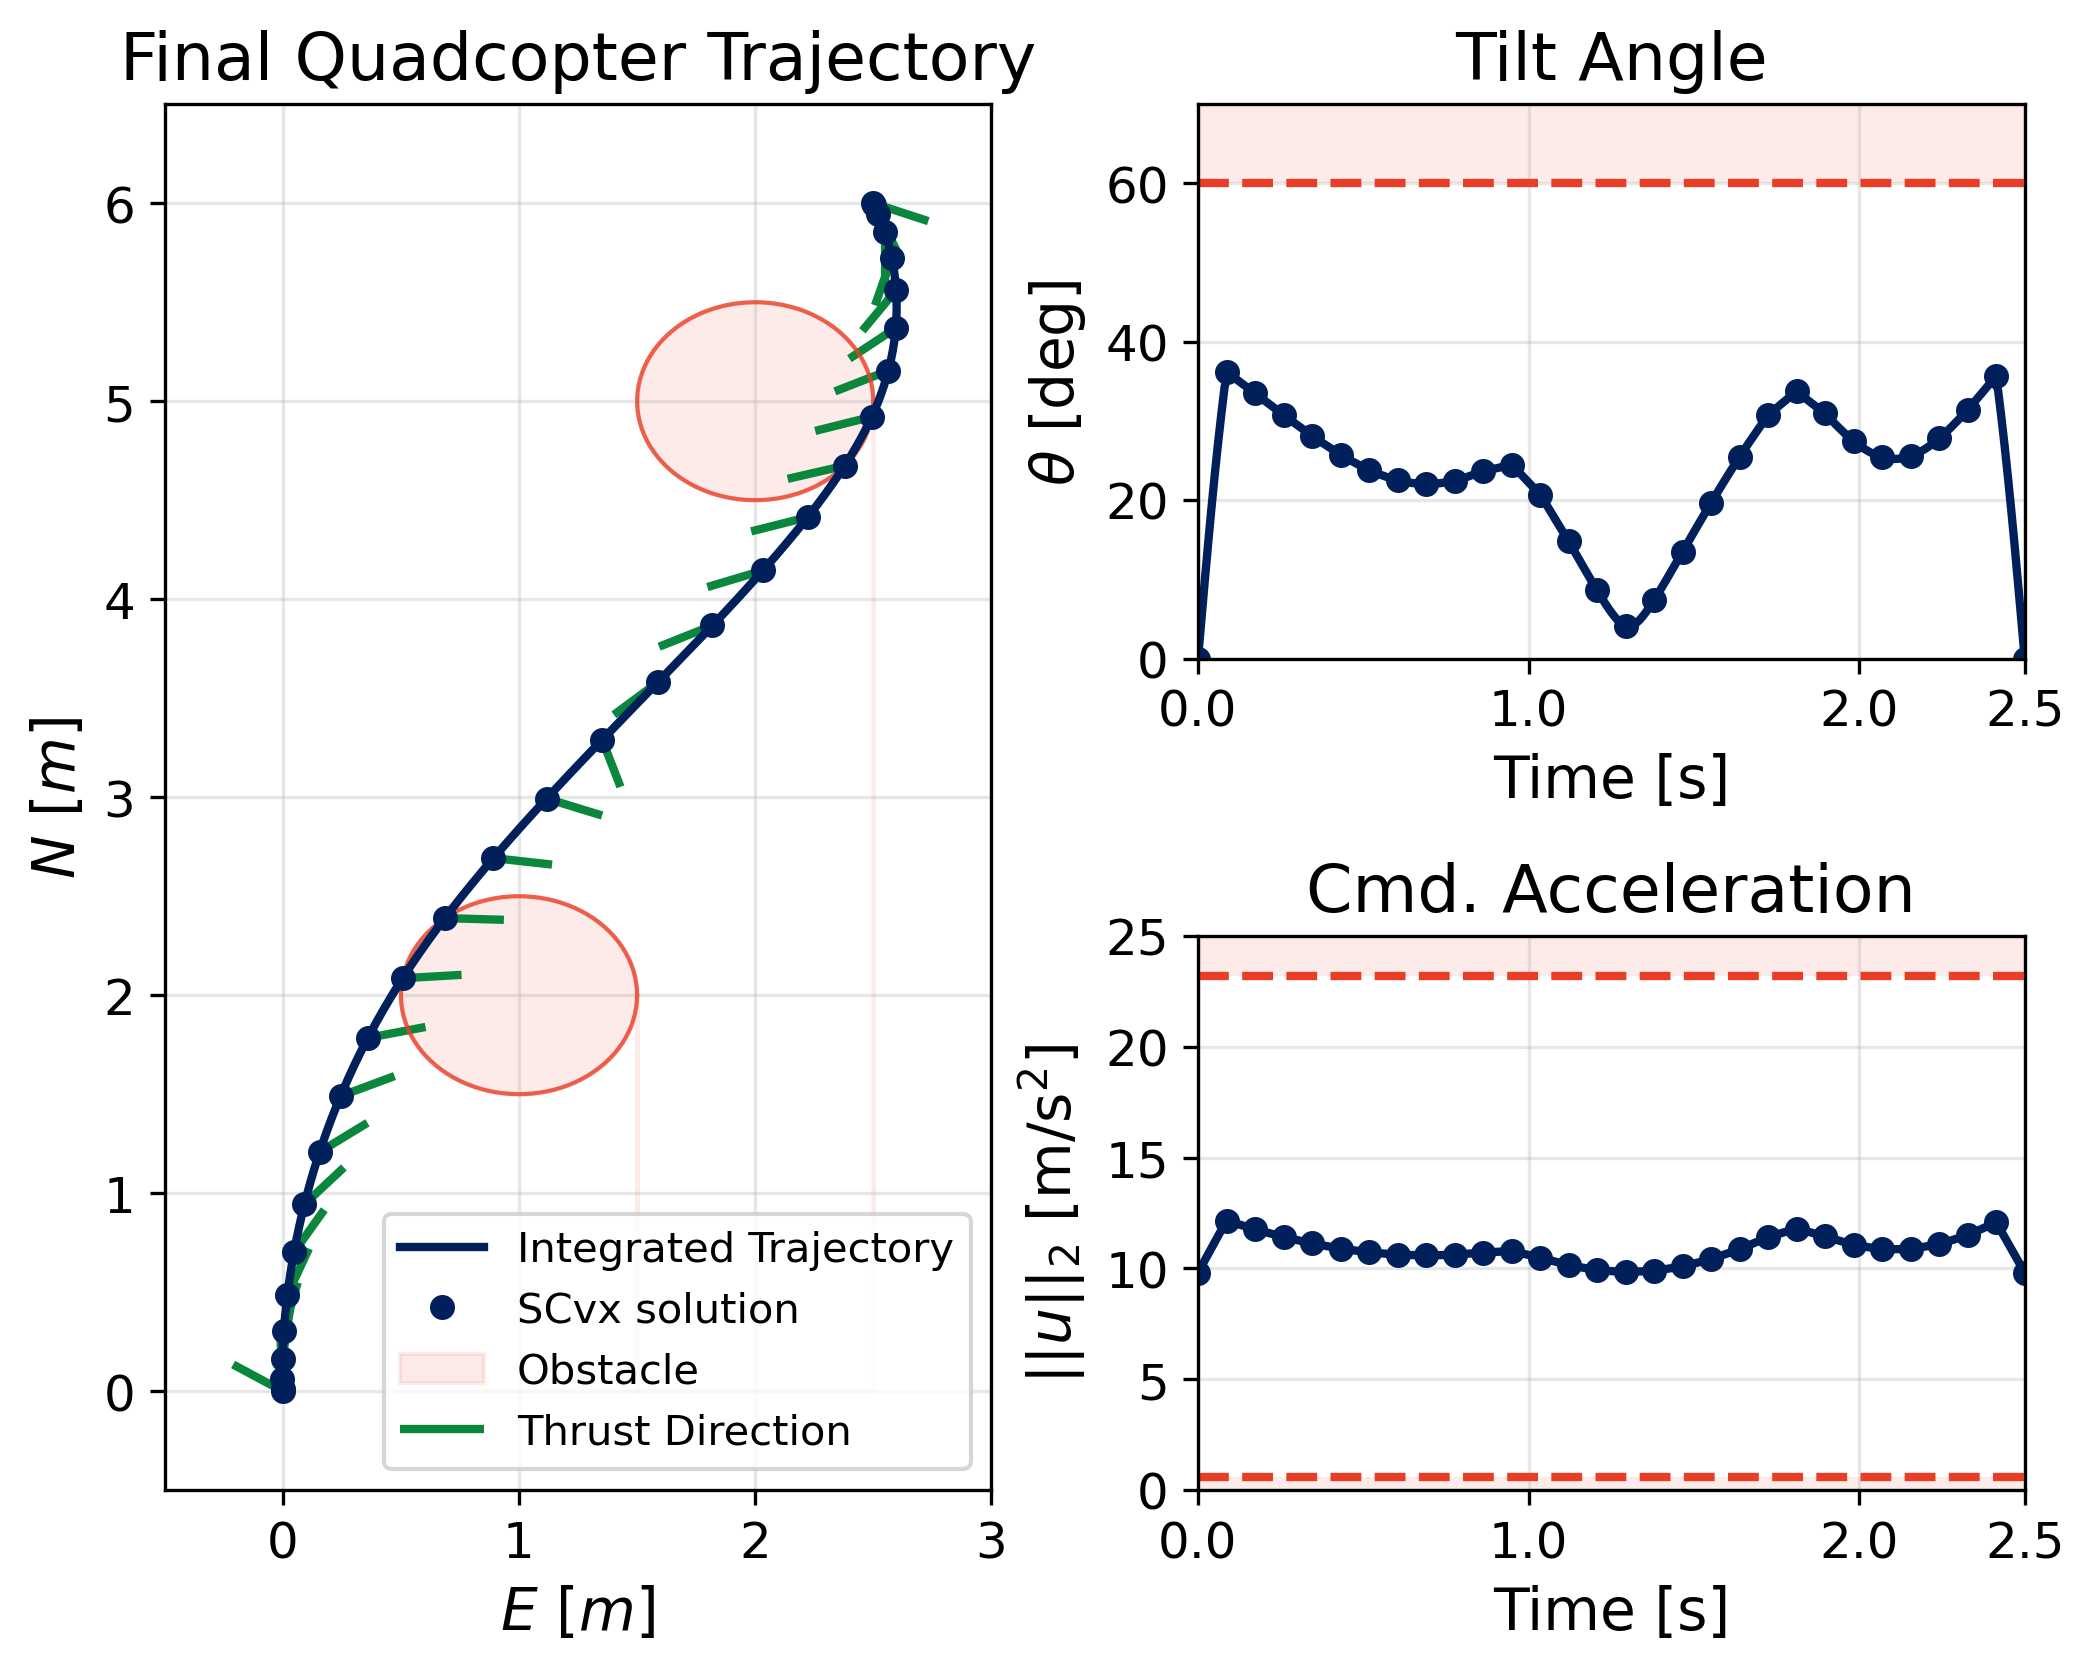 Final Quadcopter Trajectory
6
5
4
3
2
1
0
N [m]
0 1 2 3
E [m]
Integrated Trajectory
SCvx solution
Obstacle
Thrust Direction
Tilt Angle
60
40
20
0
θ [deg]
0.0 1.0 2.0 2.5
Time [s]
Cmd. Acceleration
25
20
15
10
5
0
||u||₂ [m/s²]
0.0 1.0 2.0 2.5
Time [s]